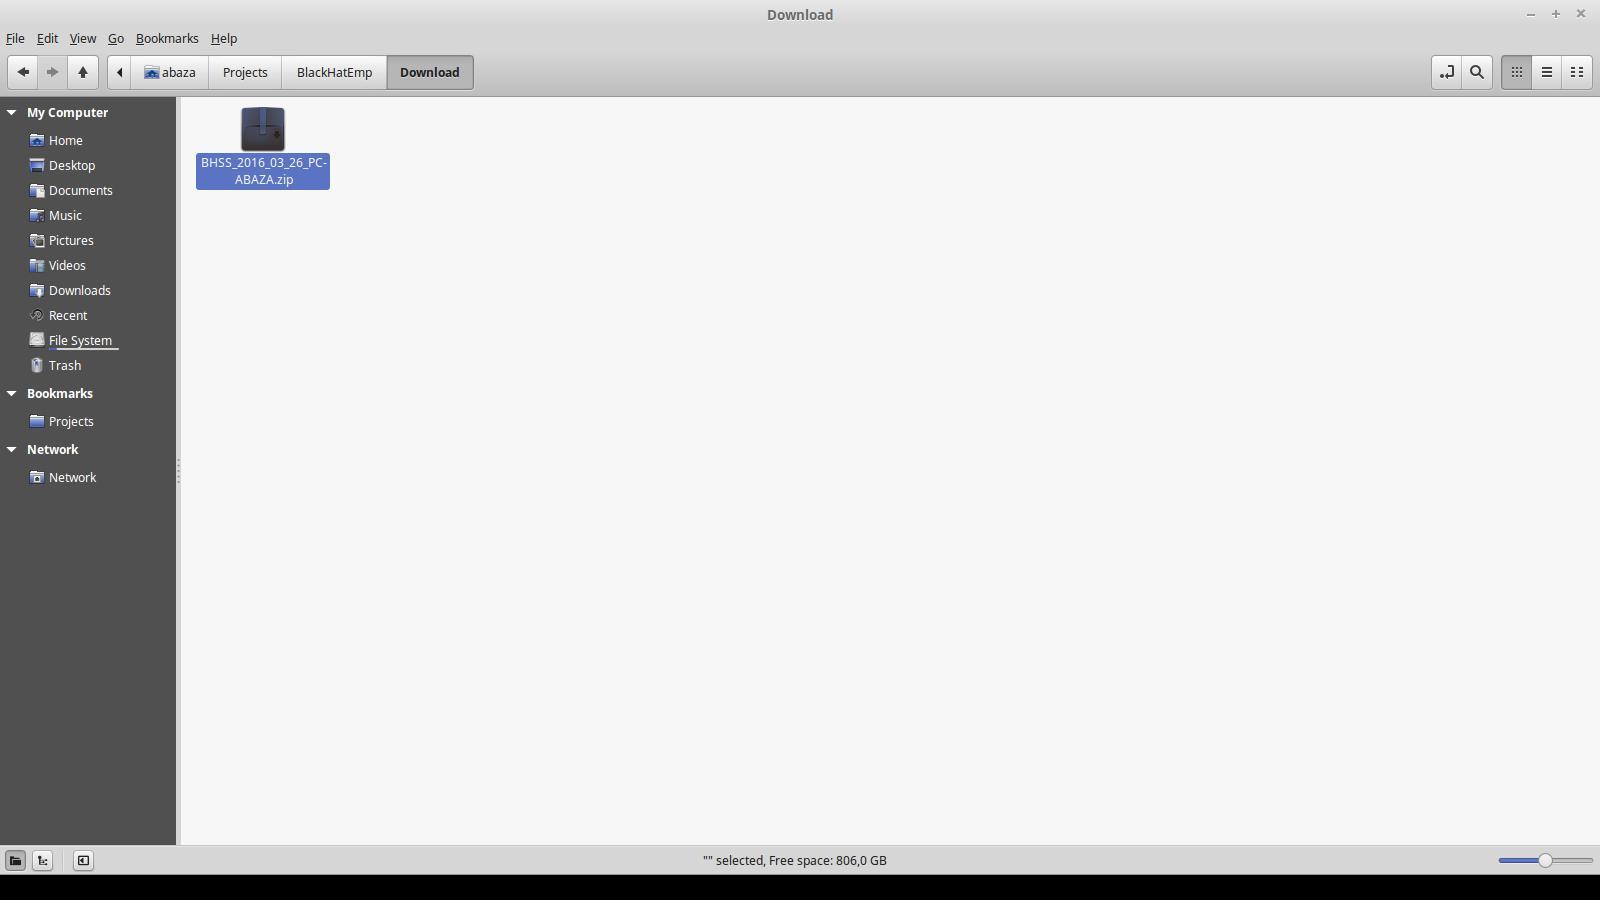 Download
File Edit View Go Bookmarks Help
abaza Projects BlackHatEmp Download
My Computer
Home
Desktop
Documents
Music
Pictures
Videos
Downloads
Recent
File System
Trash
Bookmarks
Projects
Network
Network
BHSS_2016_03_26_PC-
ABAZA.zip
"" selected, Free space: 806,0 GB